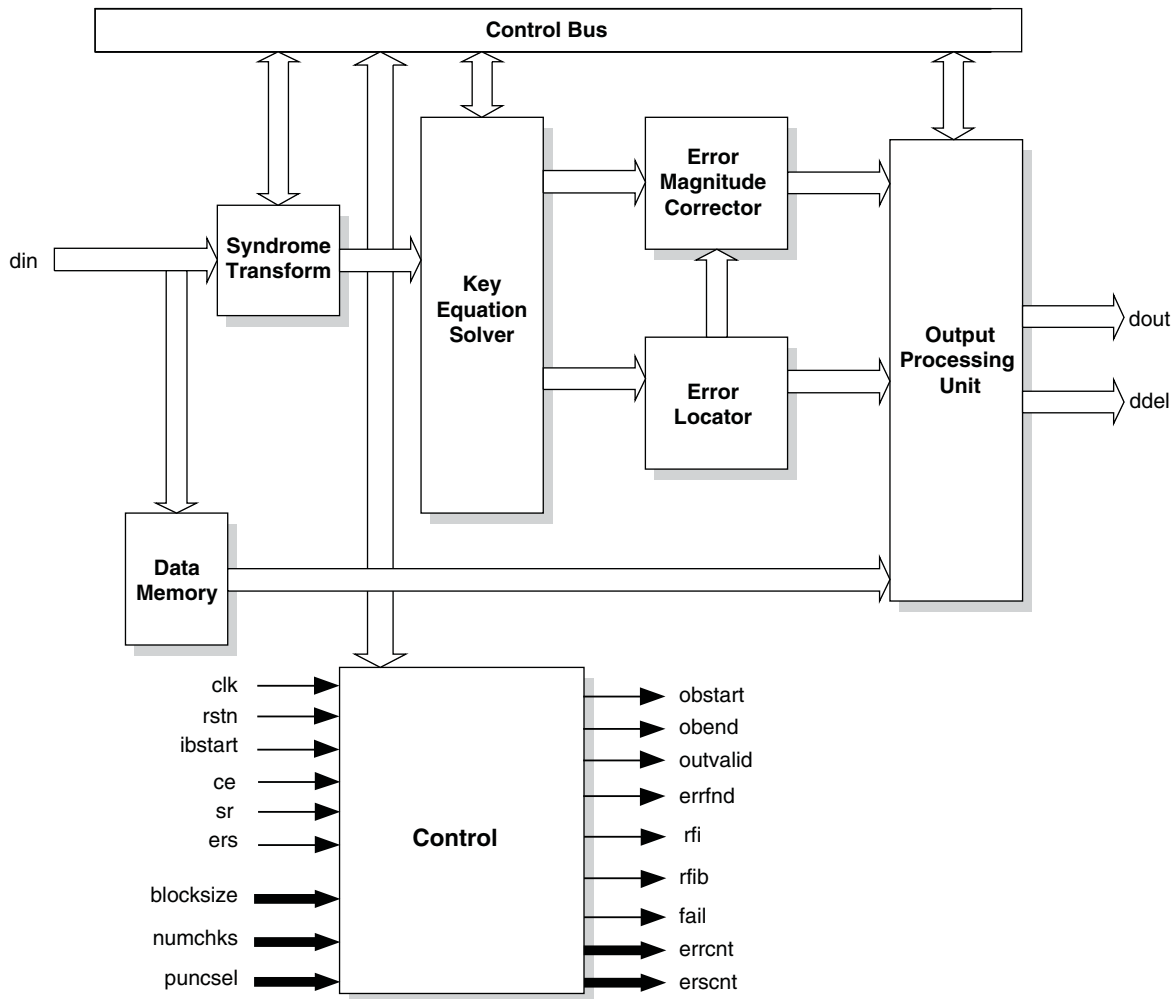 Control Bus
Error
Magnitude
Corrector
din
Syndrome
Transform
Key
Equation
Solver
Output
Processing
Unit
dout
ddel
Error
Locator
Data
Memory
clk
rstn
ibstart
ce
sr
ers
blocksize
numchks
puncsel
Control
obstart
obend
outvalid
errfnd
rfi
rfib
fail
errcnt
erscnt